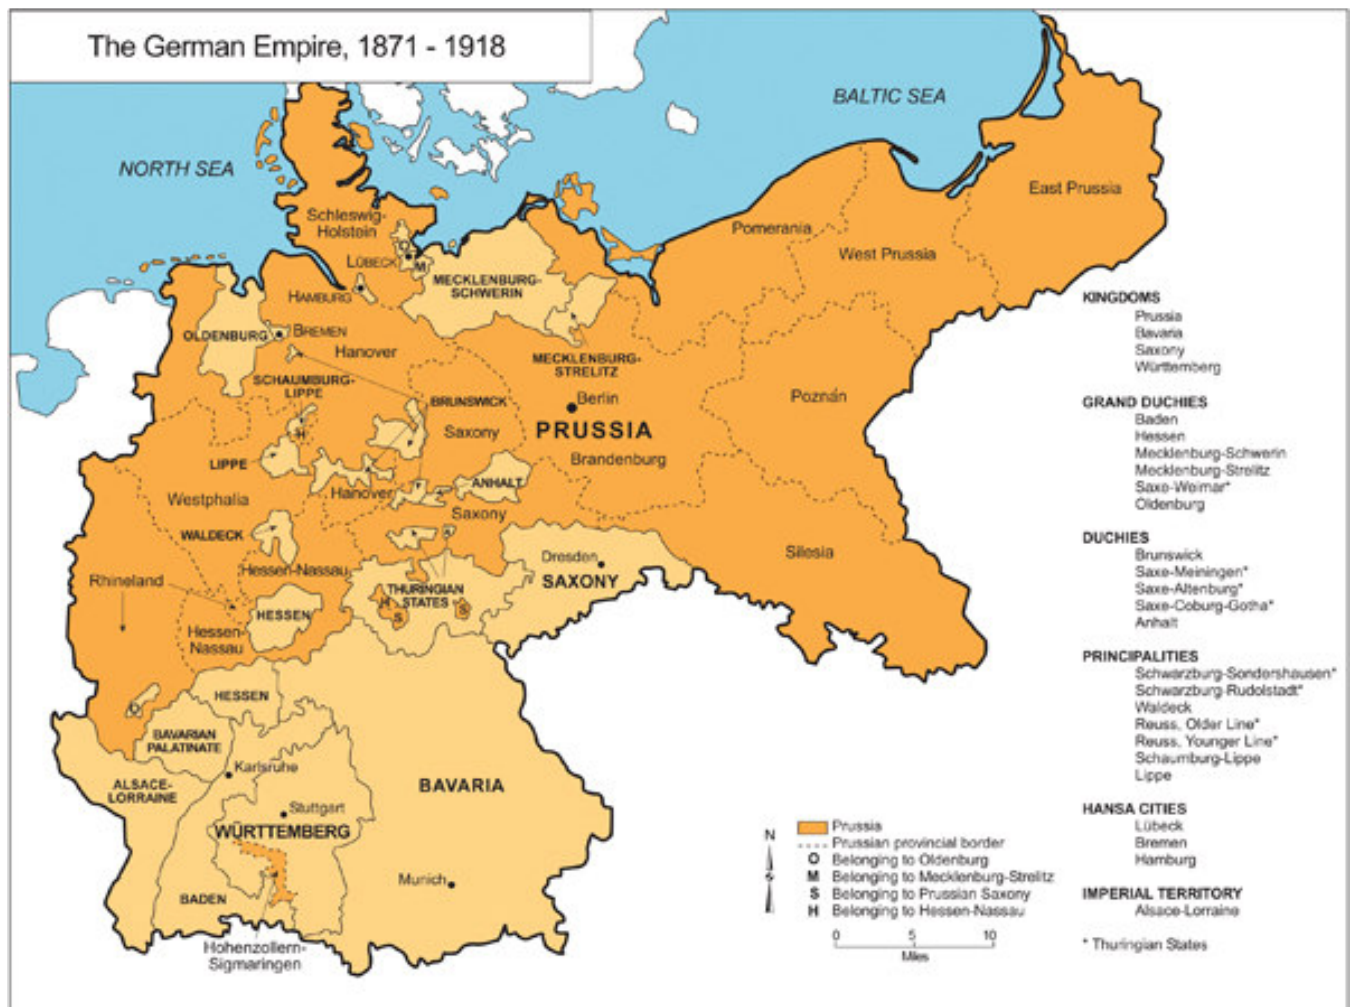 The German Empire, 1871 - 1918
BALTIC SEA
NORTH SEA
East Prussia
Schleswig-
Holstein
Pomerania
West Prussia
O
LÜBECK
M
MECKLENBURG-
SCHWERIN
HAMBURG
OLDENBURG
BREMEN
Hanover
MECKLENBURG-
STRELITZ
SCHAUMBURG-
LIPPE
BRUNSWICK
Berlin
Poznán
H
Saxony
PRUSSIA
LIPPE
Brandenburg
Westphalia
Hanover
ANHALT
Saxony
WALDECK
Silesia
Hessen-Nassau
Dresden
SAXONY
Rhineland
THURINGIAN
STATES
H
S
S
HESSEN
Hessen-
Nassau
HESSEN
O
BAVARIAN
PALATINATE
Karlsruhe
ALSACE-
LORRAINE
BAVARIA
Stuttgart
WÜRTTEMBERG
Munich
BADEN
Hohenzollern-
Sigmaringen
KINGDOMS
Prussia
Bavaria
Saxony
Württemberg
GRAND DUCHIES
Baden
Hessen
Mecklenburg-Schwerin
Mecklenburg-Strelitz
Saxe-Weimar*
Oldenburg
DUCHIES
Brunswick
Saxe-Meiningen*
Saxe-Altenburg*
Saxe-Coburg-Gotha*
Anhalt
PRINCIPALITIES
Schwarzburg-Sondershausen*
Schwarzburg-Rudolstadt*
Waldeck
Reuss, Older Line*
Reuss, Younger Line*
Schaumburg-Lippe
Lippe
HANSA CITIES
Lübeck
Bremen
Hamburg
IMPERIAL TERRITORY
Alsace-Lorraine
* Thuringian States
N
Prussia
Prussian provincial border
O Belonging to Oldenburg
M Belonging to Mecklenburg-Strelitz
S Belonging to Prussian Saxony
H Belonging to Hessen-Nassau
0 5 10
Miles